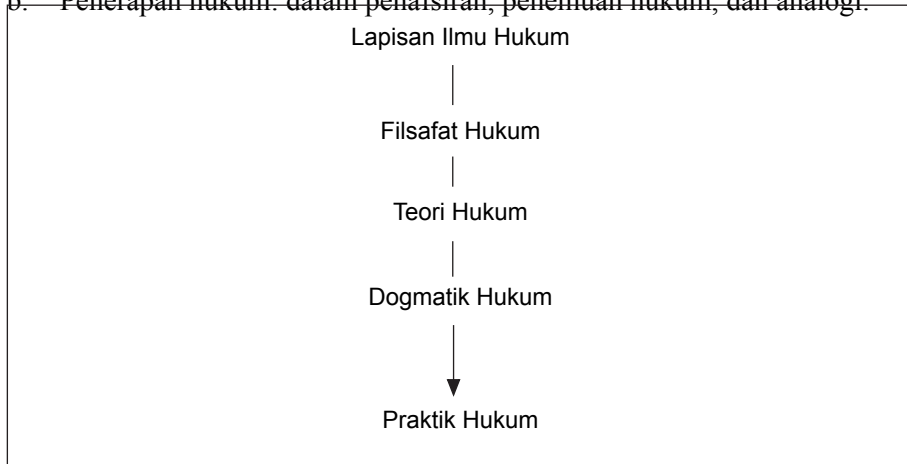 b. Penerapan hukum: dalam penafsiran, penemuan hukum, dan analogi.
Lapisan Ilmu Hukum
Filsafat Hukum
Teori Hukum
Dogmatik Hukum
Praktik Hukum